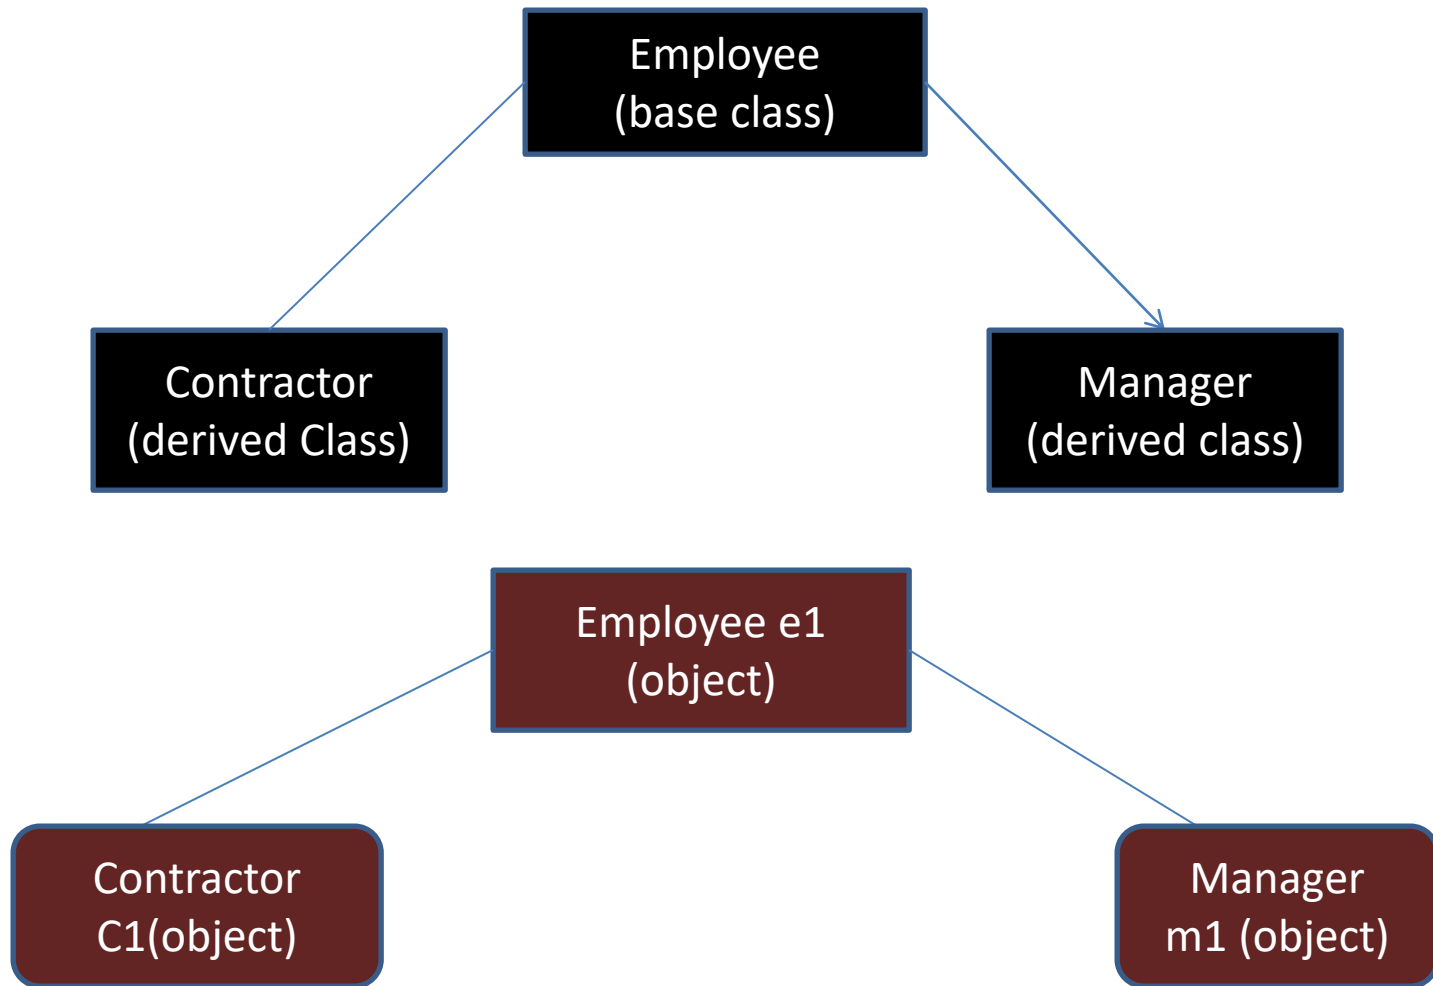 Employee
(base class)
Contractor
(derived Class)
Manager
(derived class)
Employee e1
(object)
Contractor
C1(object)
Manager
m1 (object)